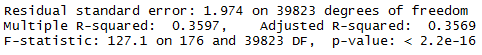 Residual standard error: 1.974 on 39823 degrees of freedom
Multiple R-squared:  0.3597,	Adjusted R-squared:  0.3569
F-statistic: 127.1 on 176 and 39823 DF,  p-value: < 2.2e-16